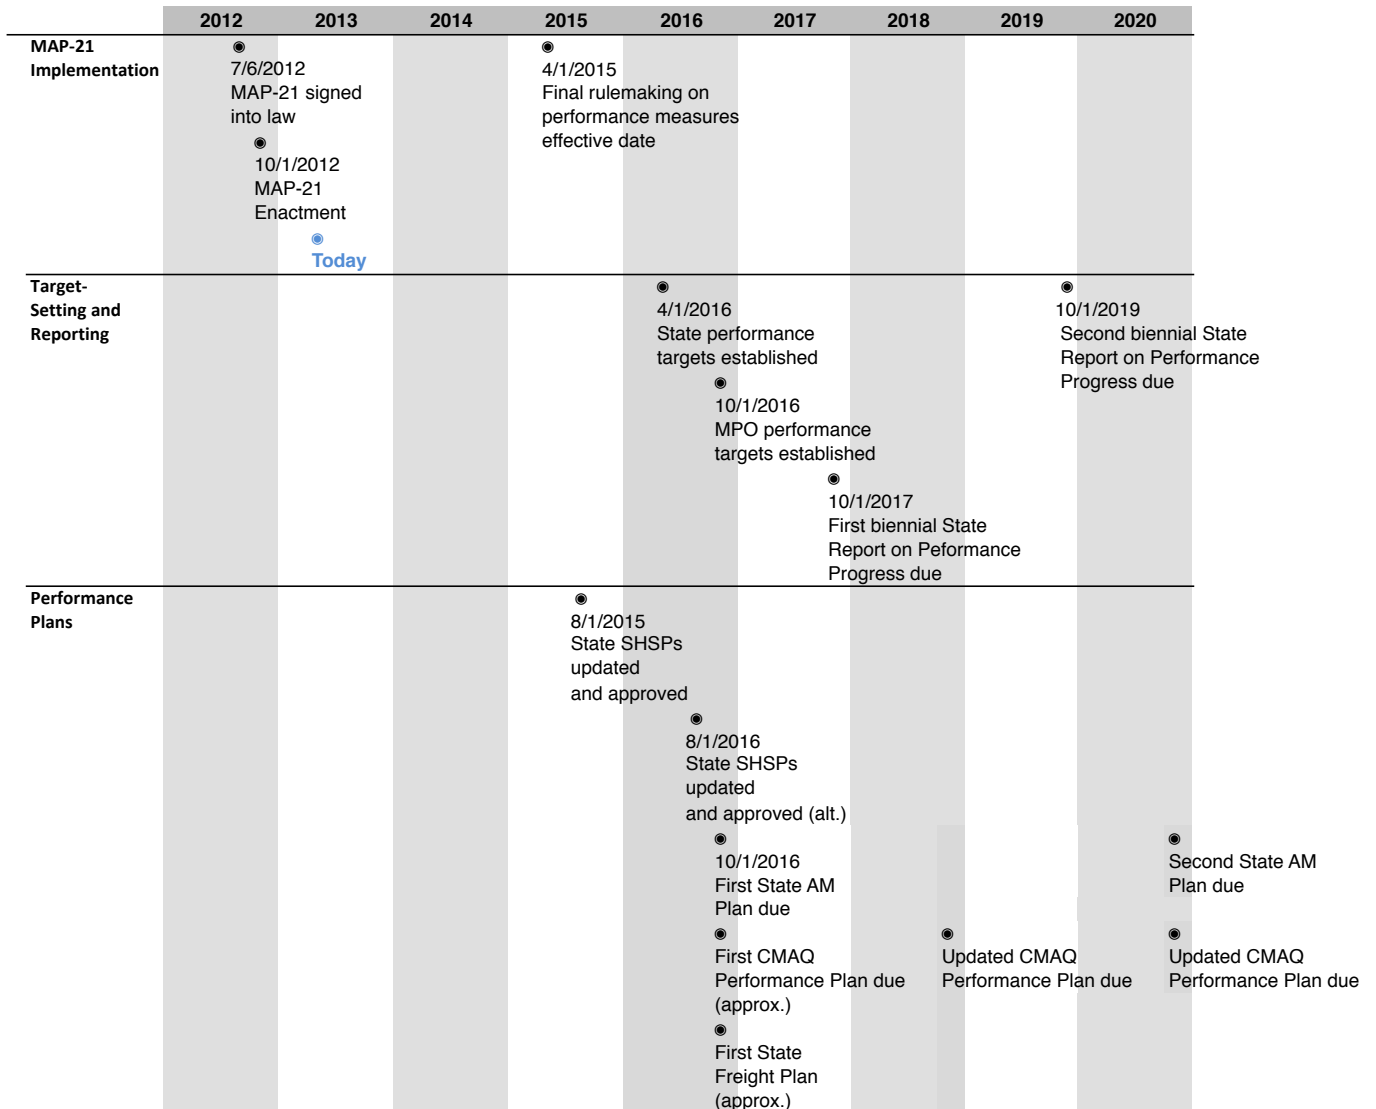 2012 2013 2014 2015 2016 2017 2018 2019 2020
MAP-21
Implementation
7/6/2012
MAP-21 signed
into law
10/1/2012
MAP-21
Enactment
Today
4/1/2015
Final rulemaking on
performance measures
effective date
Target-
Setting and
Reporting
4/1/2016
State performance
targets established
10/1/2016
MPO performance
targets established
10/1/2017
First biennial State
Report on Peformance
Progress due
10/1/2019
Second biennial State
Report on Performance
Progress due
Performance
Plans
8/1/2015
State SHSPs
updated
and approved
8/1/2016
State SHSPs
updated
and approved (alt.)
10/1/2016
First State AM
Plan due
Second State AM
Plan due
First CMAQ
Performance Plan due
(approx.)
Updated CMAQ
Performance Plan due
Updated CMAQ
Performance Plan due
First State
Freight Plan
(approx.)